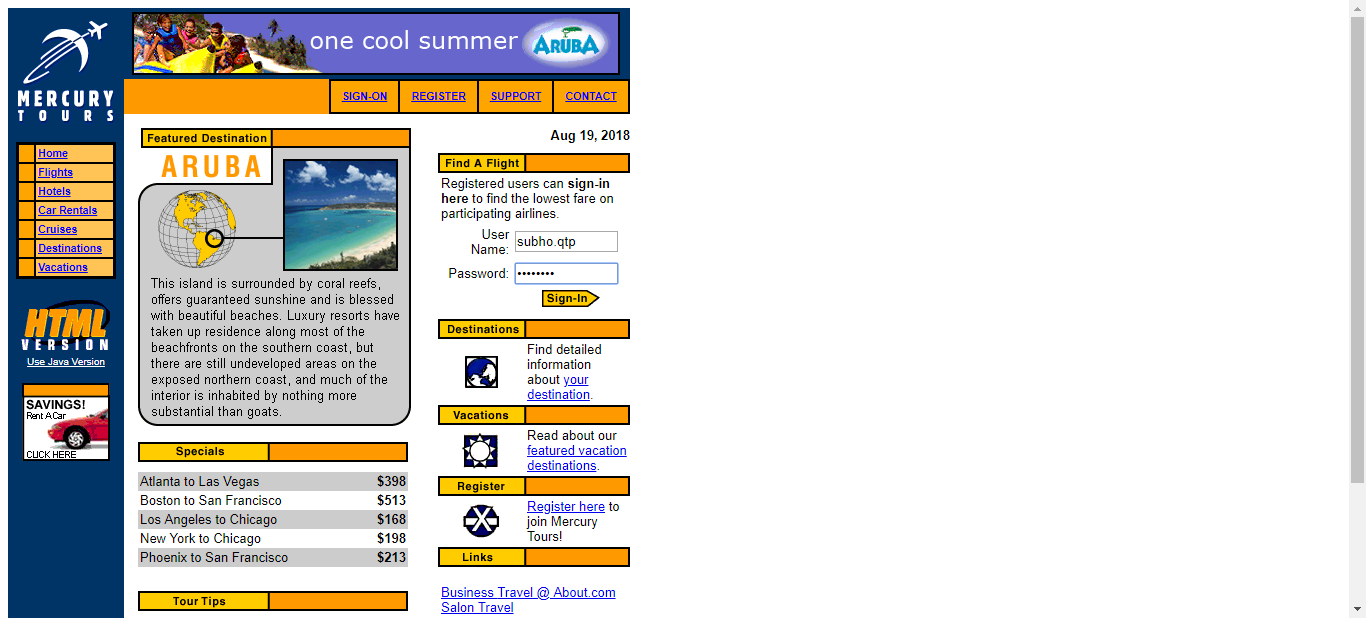 one cool summer ARUBA
MERCURY
TOURS
SIGN-ON REGISTER SUPPORT CONTACT
Home
Flights
Hotels
Car Rentals
Cruises
Destinations
Vacations
HTML
VERSION
Use Java Version
SAVINGS!
Rent A Car
CLICK HERE
Featured Destination
ARUBA
This island is surrounded by coral reefs,
offers guaranteed sunshine and is blessed
with beautiful beaches. Luxury resorts have
taken up residence along most of the
beachfronts on the southern coast, but
there are still undeveloped areas on the
exposed northern coast, and much of the
interior is inhabited by nothing more
substantial than goats.
Specials
Atlanta to Las Vegas $398
Boston to San Francisco $513
Los Angeles to Chicago $168
New York to Chicago $198
Phoenix to San Francisco $213
Tour Tips
Aug 19, 2018
Find A Flight
Registered users can sign-in
here to find the lowest fare on
participating airlines.
User
Name: subho.qtp
Password: ••••••••
Sign-In
Destinations
Find detailed
information
about your
destination.
Vacations
Read about our
featured vacation
destinations.
Register
Register here to
join Mercury
Tours!
Links
Business Travel @ About.com
Salon Travel